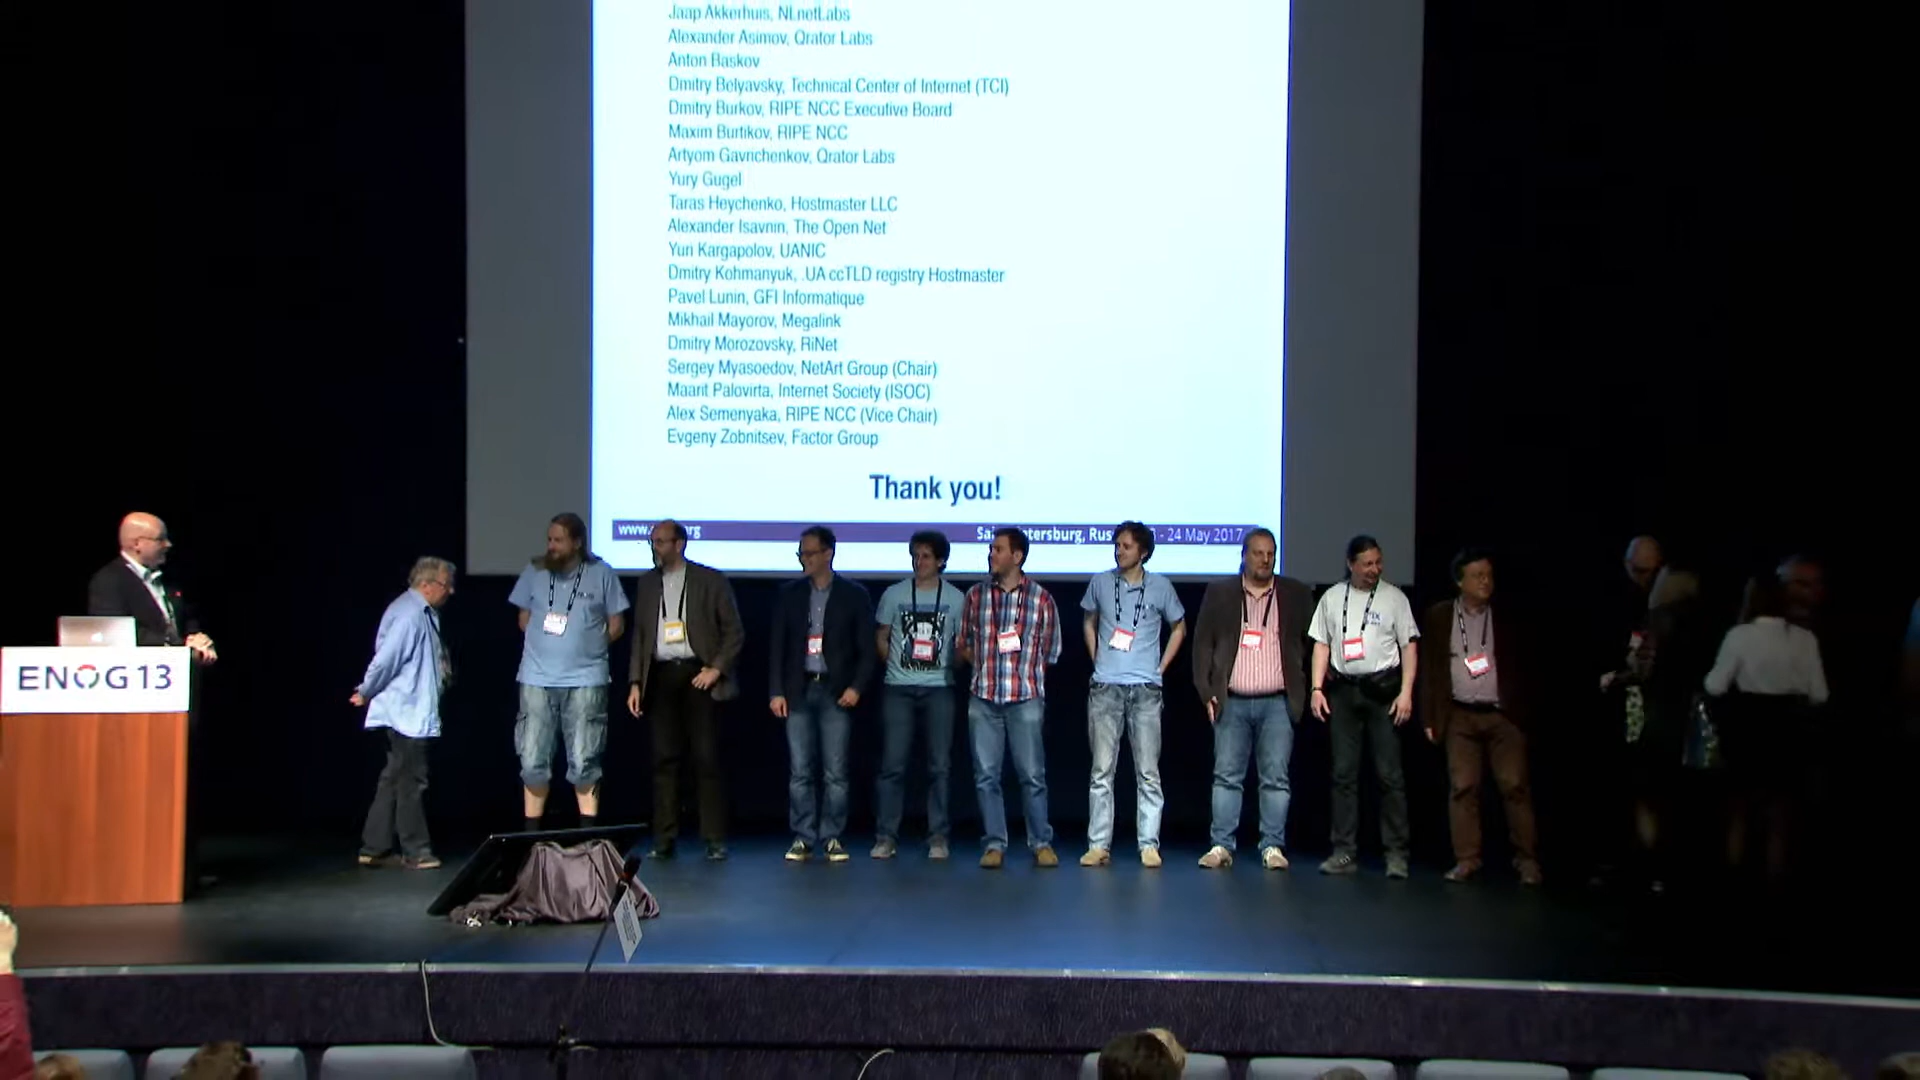 Jaap Akkerhuis, NLnetLabs
Alexander Asimov, Qrator Labs
Anton Baskov
Dmitry Belyavsky, Technical Center of Internet (TCI)
Dmitry Burkov, RIPE NCC Executive Board
Maxim Burtikov, RIPE NCC
Artyom Gavrichenkov, Qrator Labs
Yury Gugel
Taras Heychenko, Hostmaster LLC
Alexander Isavnin, The Open Net
Yuri Kargapolov, UANIC
Dmitry Kohmanyuk, .UA ccTLD registry Hostmaster
Pavel Lunin, GFI Informatique
Mikhail Mayorov, Megalink
Dmitry Morozovsky, RiNet
Sergey Myasoedov, NetArt Group (Chair)
Maarit Palovirta, Internet Society (ISOC)
Alex Semenyaka, RIPE NCC (Vice Chair)
Evgeny Zobnitsev, Factor Group
Thank you!
- 24 May 2017
ENOG13